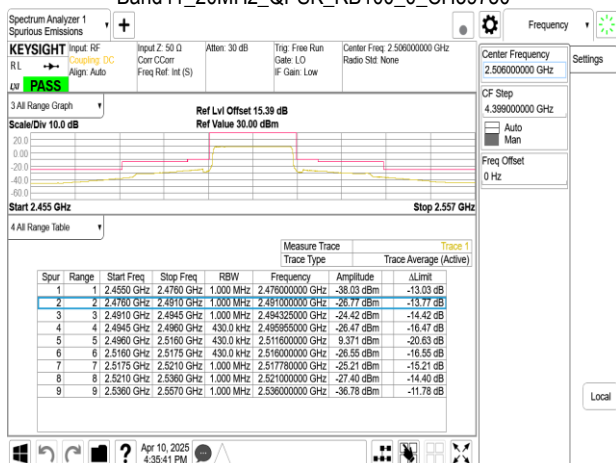 Spectrum Analyzer 1
Spurious Emissions
Frequency
KEYSIGHT Input: RF Input Z: 50 Ω Atten: 30 dB Trig: Free Run Center Freq: 2.506000000 GHz
RL Coupling: DC Corr CCorr Gate: LO Radio Std: None
Align: Auto Freq Ref: Int (S) IF Gain: Low
PASS
Center Frequency
2.506000000 GHz
Settings
CF Step
4.399000000 GHz
Auto
Man
Freq Offset
0 Hz
3 All Range Graph
Ref Lvl Offset 15.39 dB
Scale/Div 10.0 dB Ref Value 30.00 dBm
20.0
0.00
-20.0
-40.0
-60.0
Start 2.455 GHz Stop 2.557 GHz
4 All Range Table
Measure Trace Trace 1
Trace Type Trace Average (Active)
Spur Range Start Freq Stop Freq RBW Frequency Amplitude ΔLimit
1 1 2.4550 GHz 2.4760 GHz 1.000 MHz 2.476000000 GHz -38.03 dBm -13.03 dB
2 2 2.4760 GHz 2.4910 GHz 1.000 MHz 2.491000000 GHz -26.77 dBm -13.77 dB
3 3 2.4910 GHz 2.4945 GHz 1.000 MHz 2.494325000 GHz -24.42 dBm -14.42 dB
4 4 2.4945 GHz 2.4960 GHz 430.0 kHz 2.495955000 GHz -26.47 dBm -16.47 dB
5 5 2.4960 GHz 2.5160 GHz 430.0 kHz 2.511600000 GHz 9.371 dBm -20.63 dB
6 6 2.5160 GHz 2.5175 GHz 430.0 kHz 2.516000000 GHz -26.55 dBm -16.55 dB
7 7 2.5175 GHz 2.5210 GHz 1.000 MHz 2.517780000 GHz -25.21 dBm -15.21 dB
8 8 2.5210 GHz 2.5360 GHz 1.000 MHz 2.521000000 GHz -27.40 dBm -14.40 dB
9 9 2.5360 GHz 2.5570 GHz 1.000 MHz 2.536000000 GHz -36.78 dBm -11.78 dB
Local
Apr 10, 2025
4:35:41 PM